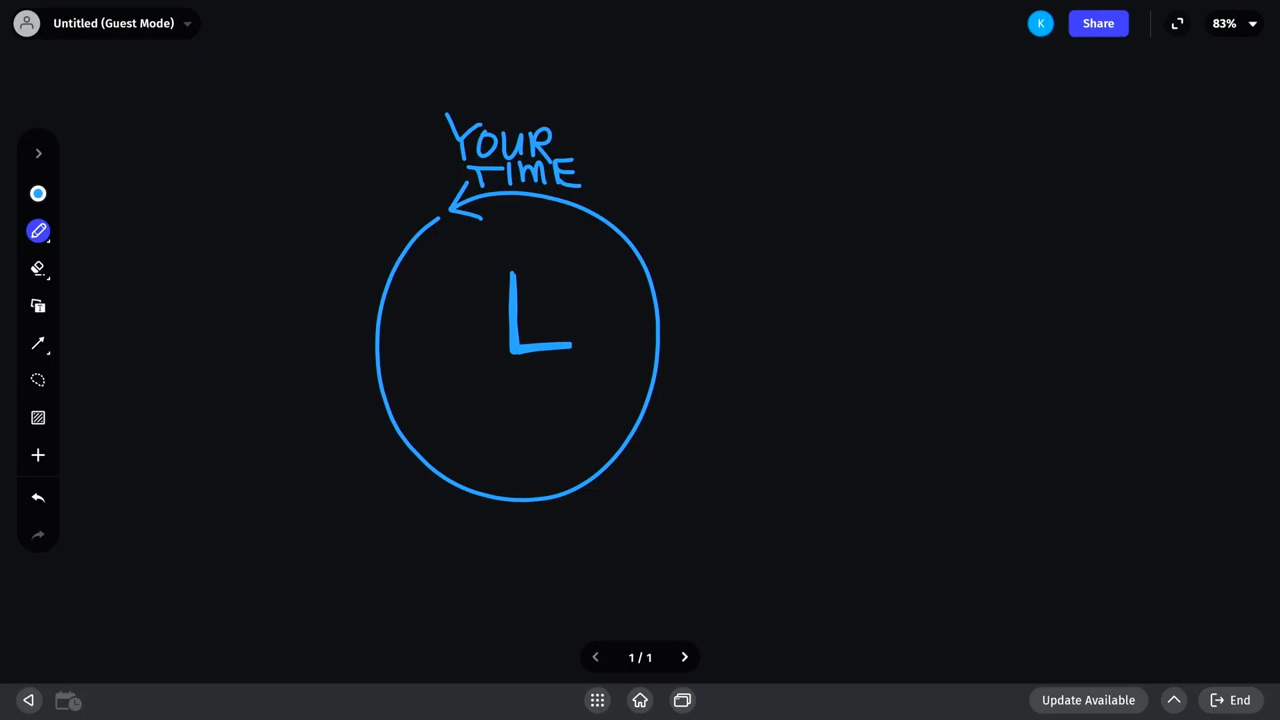 Untitled (Guest Mode)
K
Share
83%
YOUR
TIME
1 / 1
Update Available
End